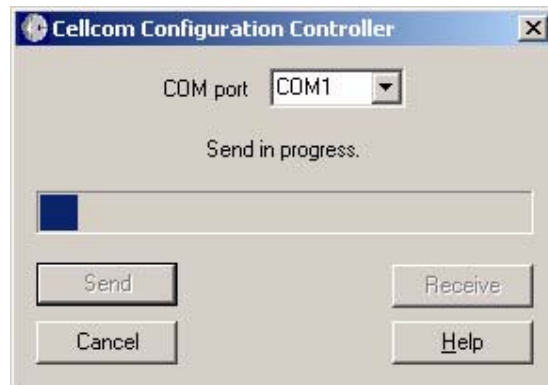 Cellcom Configuration Controller
COM port COM1
Send in progress.
Send Receive
Cancel Help